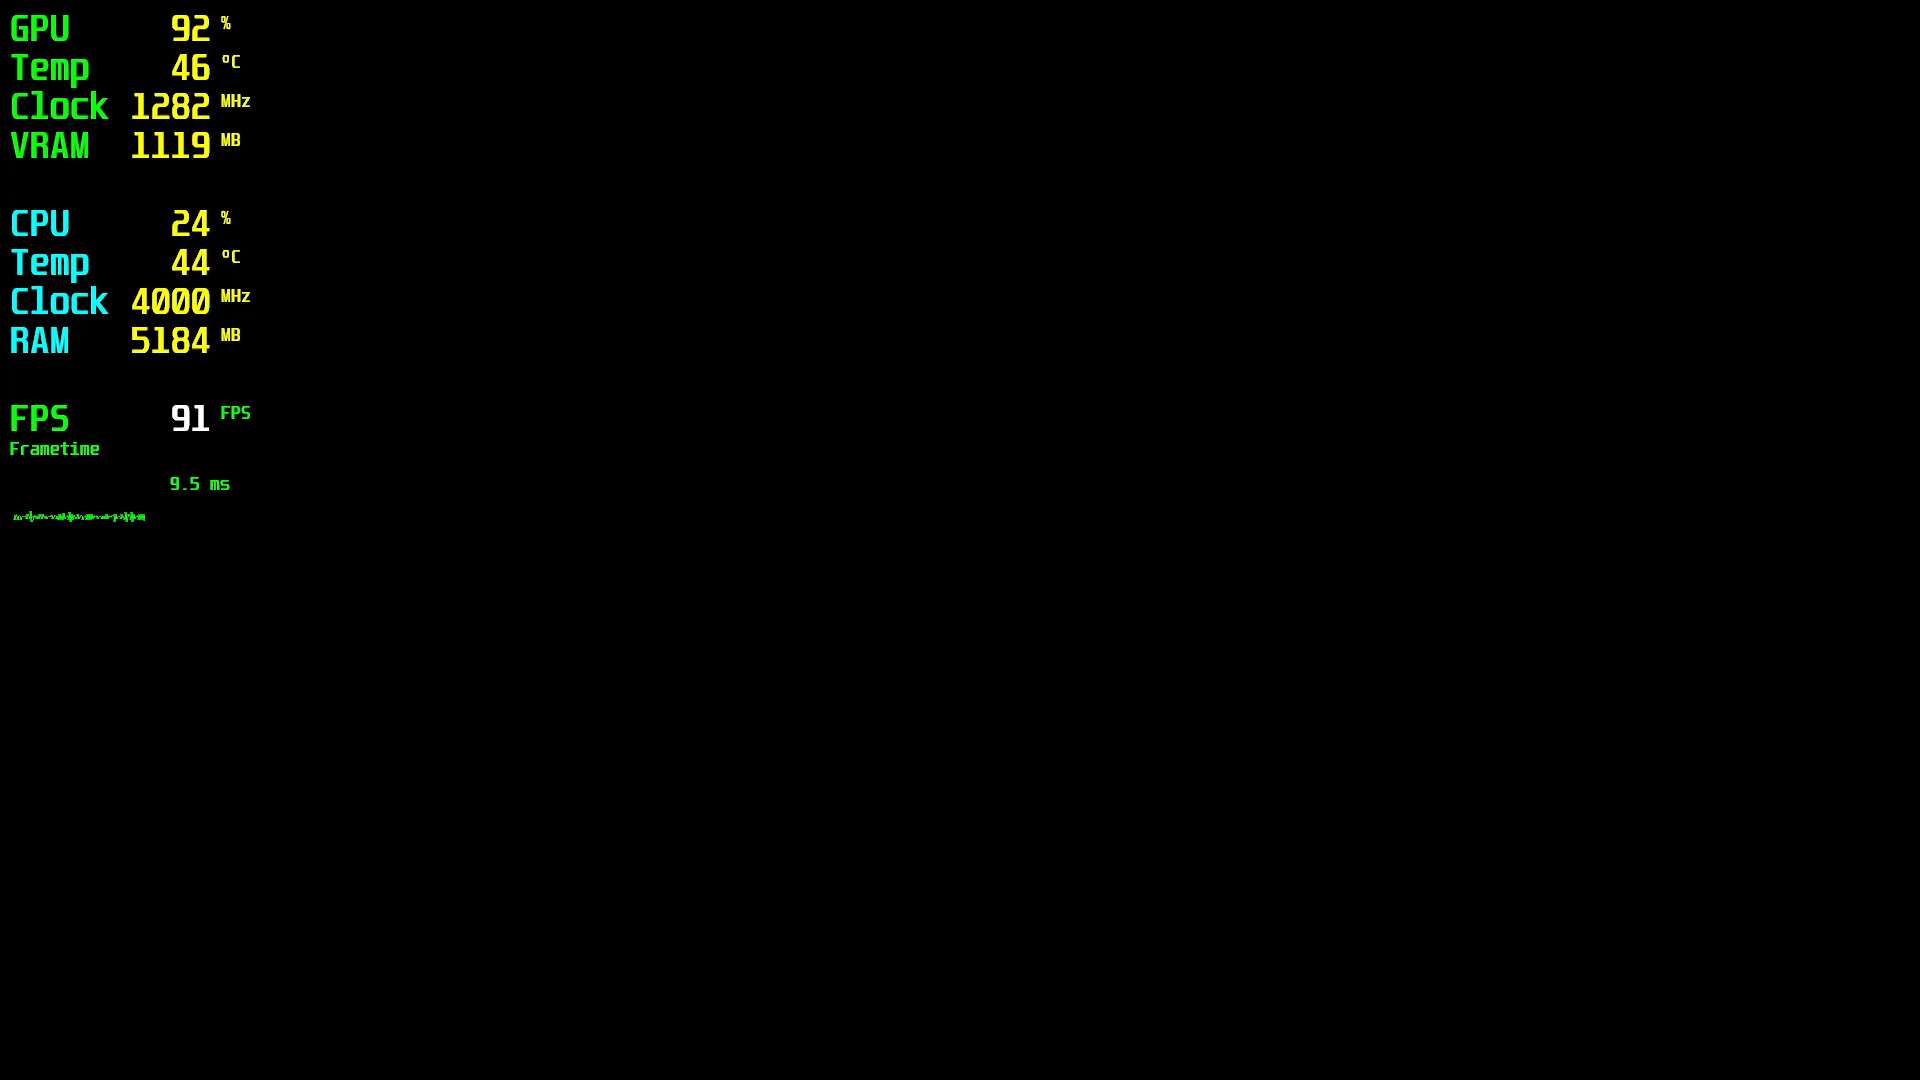 GPU 92 %
Temp 46 °C
Clock 1282 MHz
VRAM 1119 MB
CPU 24 %
Temp 44 °C
Clock 4000 MHz
RAM 5184 MB
FPS 91 FPS
Frametime
9.5 ms